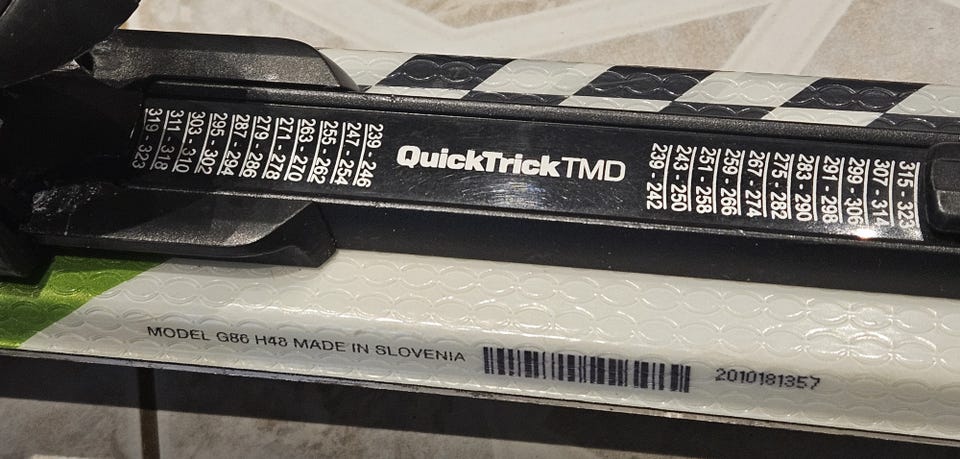 319 - 323
311 - 318
303 - 310
295 - 302
287 - 294
279 - 286
271 - 278
263 - 270
255 - 262
247 - 254
239 - 246
QuickTrickTMD
239 - 242
243 - 250
251 - 258
259 - 266
267 - 274
275 - 282
283 - 290
291 - 298
299 - 306
307 - 314
315 - 323
MODEL G86 H48 MADE IN SLOVENIA
2010181357